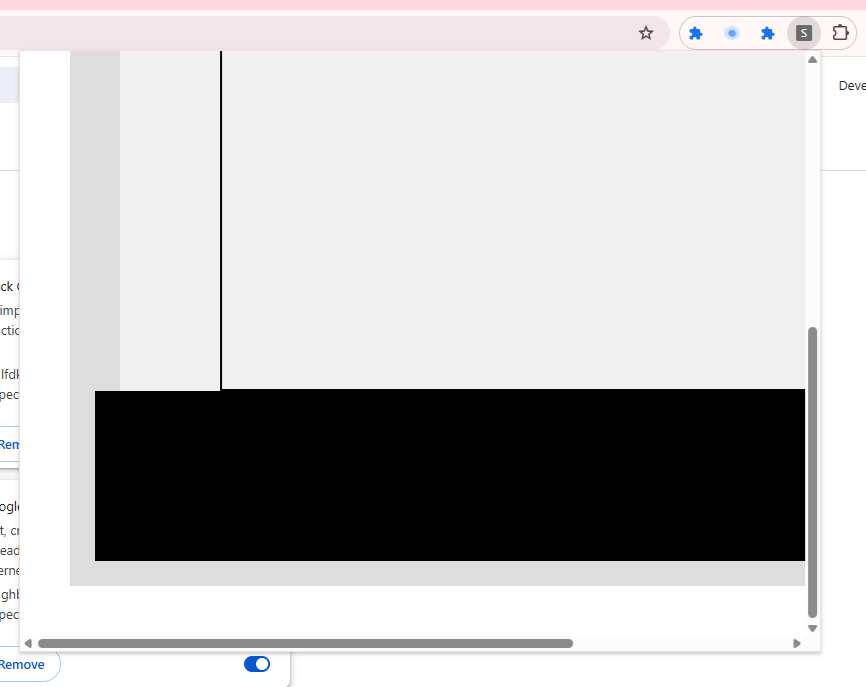 S
Deve
ck
imp
ctio
lfdk
pec
Rem
ogle
t, cr
ead
erne
ghb
pec
Remove